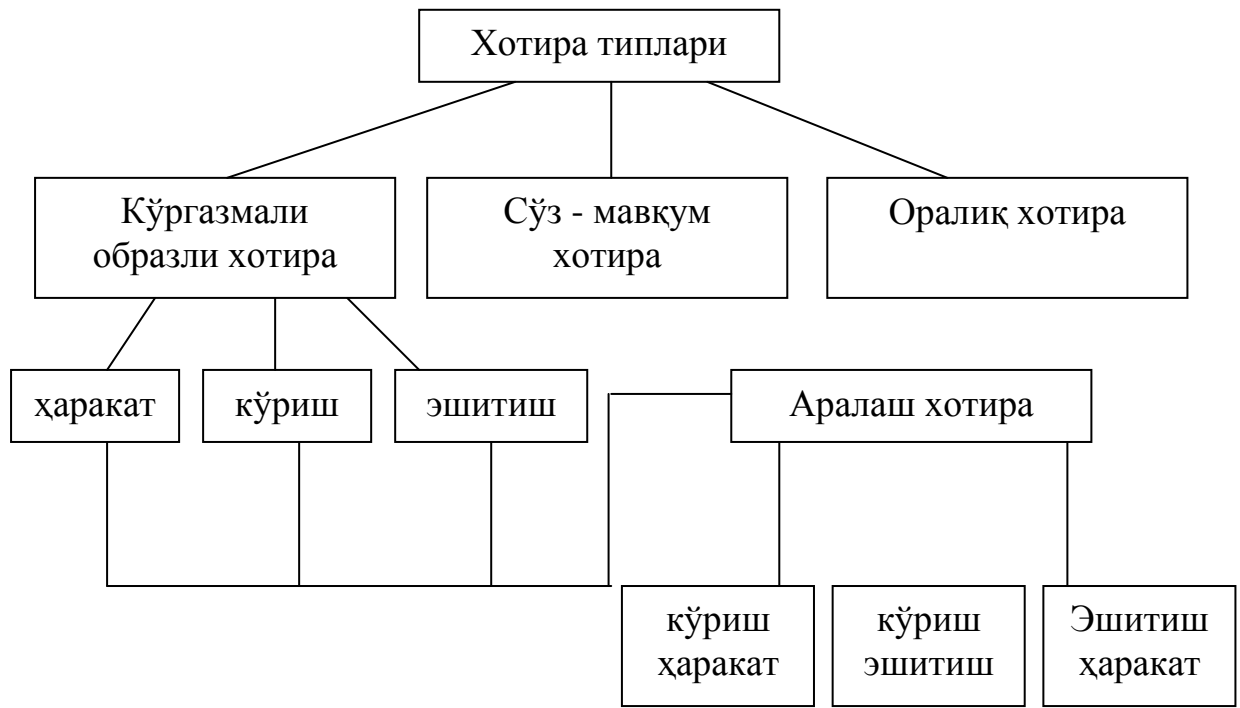 Хотира типлари
Кўргазмали
образли хотира
Сўз - мавқум
хотира
Оралиқ хотира
ҳаракат
кўриш
эшитиш
Аралаш хотира
кўриш
ҳаракат
кўриш
эшитиш
Эшитиш
ҳаракат